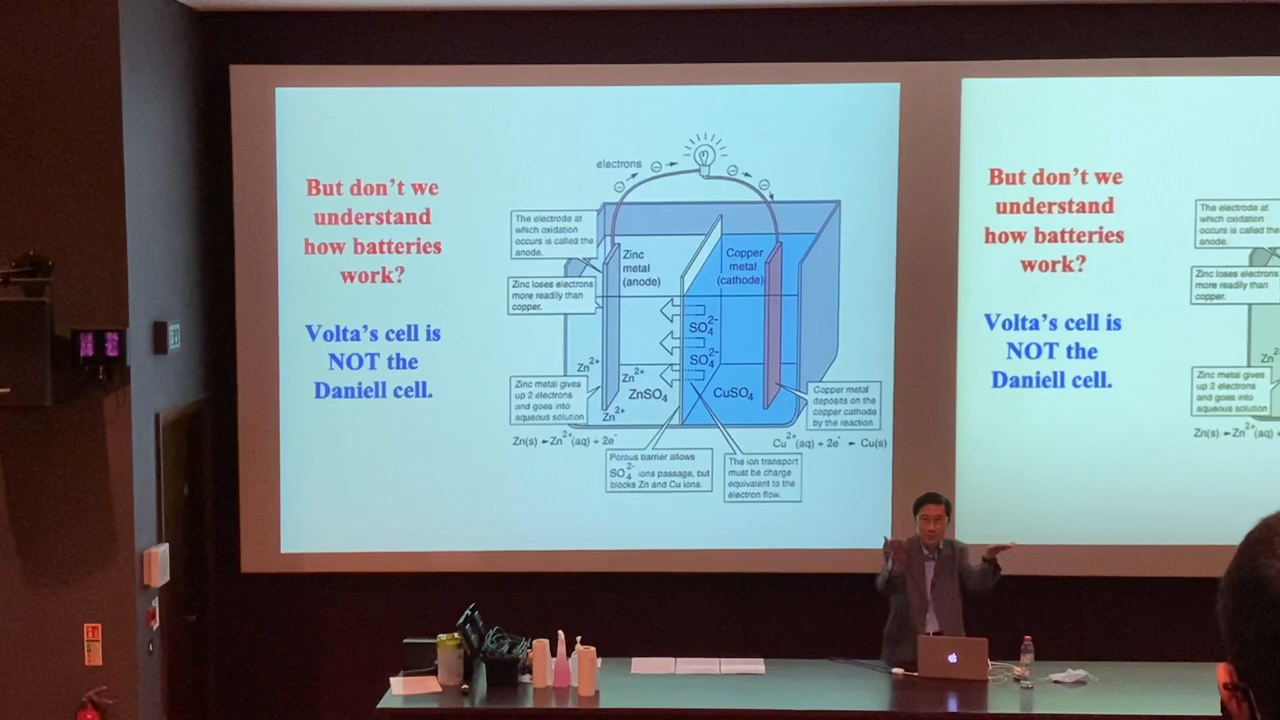 But don't we
understand
how batteries
work?
Volta's cell is
NOT the
Daniell cell.
electrons
The electrode at
which oxidation
occurs is called the
anode.
Zinc loses electrons
more readily than
copper.
Zinc
metal
(anode)
Copper
metal
(cathode)
SO₄²⁻
SO₄²⁻
Zn²⁺
Zn²⁺
ZnSO₄
Zn²⁺
CuSO₄
Zinc metal gives
up 2 electrons
and goes into
aqueous solution
Copper metal
deposits on the
copper cathode
by the reaction
Zn(s) ► Zn²⁺(aq) + 2e⁻
Cu²⁺(aq) + 2e⁻ ► Cu(s)
Porous barrier allows
SO₄²⁻ ions passage, but
blocks Zn and Cu ions.
The ion transport
must be charge
equivalent to the
electron flow.
But don't we
understand
how batteries
work?
Volta's cell is
NOT the
Daniell cell.
The electrode at
which oxidation
occurs is called the
anode.
Zinc loses electrons
more readily than
copper.
Zn²
Zinc metal gives
up 2 electrons
and goes into
aqueous solution
Zn(s) ► Zn²⁺(aq) +